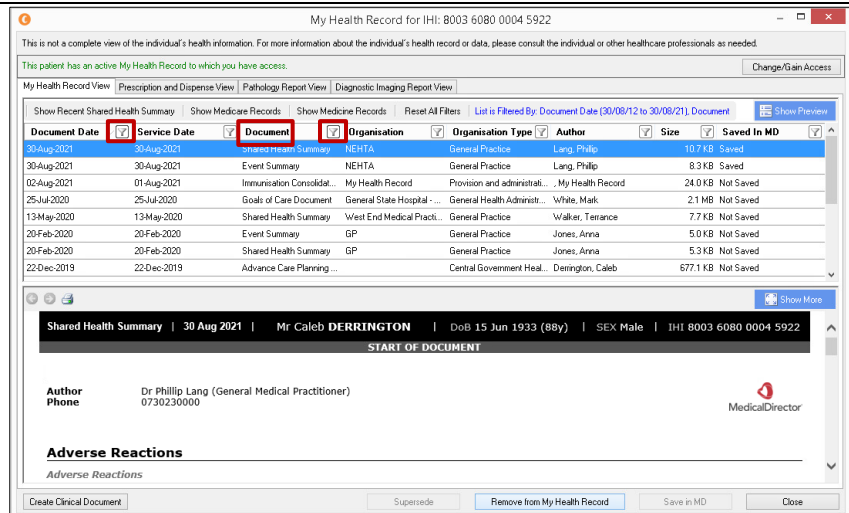 My Health Record for IHI: 8003 6080 0004 5922
This is not a complete view of the individual's health information. For more information about the individual's health record or data, please consult the individual or other healthcare professionals as needed.
This patient has an active My Health Record to which you have access. Change/Gain Access
My Health Record View Prescription and Dispense View Pathology Report View Diagnostic Imaging Report View
Show Recent Shared Health Summary Show Medicare Records Show Medicine Records Reset All Filters List is Filtered By: Document Date (30/08/12 to 30/08/21), Document Show Preview
Document Date Service Date Document Organisation Organisation Type Author Size Saved In MD
30-Aug-2021 30-Aug-2021 Shared Health Summary NEHTA General Practice Lang, Phillip 10.7 KB Saved
30-Aug-2021 30-Aug-2021 Event Summary NEHTA General Practice Lang, Phillip 8.3 KB Saved
02-Aug-2021 01-Aug-2021 Immunisation Consolidat... My Health Record Provision and administrati... , My Health Record 24.0 KB Not Saved
25-Jul-2020 25-Jul-2020 Goals of Care Document General State Hospital - ... General Health Administr... White, Mark 2.1 MB Not Saved
13-May-2020 13-May-2020 Shared Health Summary West End Medical Practi... General Practice Walker, Terrance 7.7 KB Not Saved
20-Feb-2020 20-Feb-2020 Event Summary GP General Practice Jones, Anna 5.0 KB Not Saved
20-Feb-2020 20-Feb-2020 Shared Health Summary GP General Practice Jones, Anna 5.3 KB Not Saved
22-Dec-2019 22-Dec-2019 Advance Care Planning ... Central Government Heal... Derrington, Caleb 677.1 KB Not Saved
Show More
Shared Health Summary | 30 Aug 2021 | Mr Caleb DERRINGTON | DoB 15 Jun 1933 (88y) | SEX Male | IHI 8003 6080 0004 5922
START OF DOCUMENT
Author Dr Phillip Lang (General Medical Practitioner)
Phone 0730230000
MedicalDirector
Adverse Reactions
Adverse Reactions
Create Clinical Document Supersede Remove from My Health Record Save in MD Close